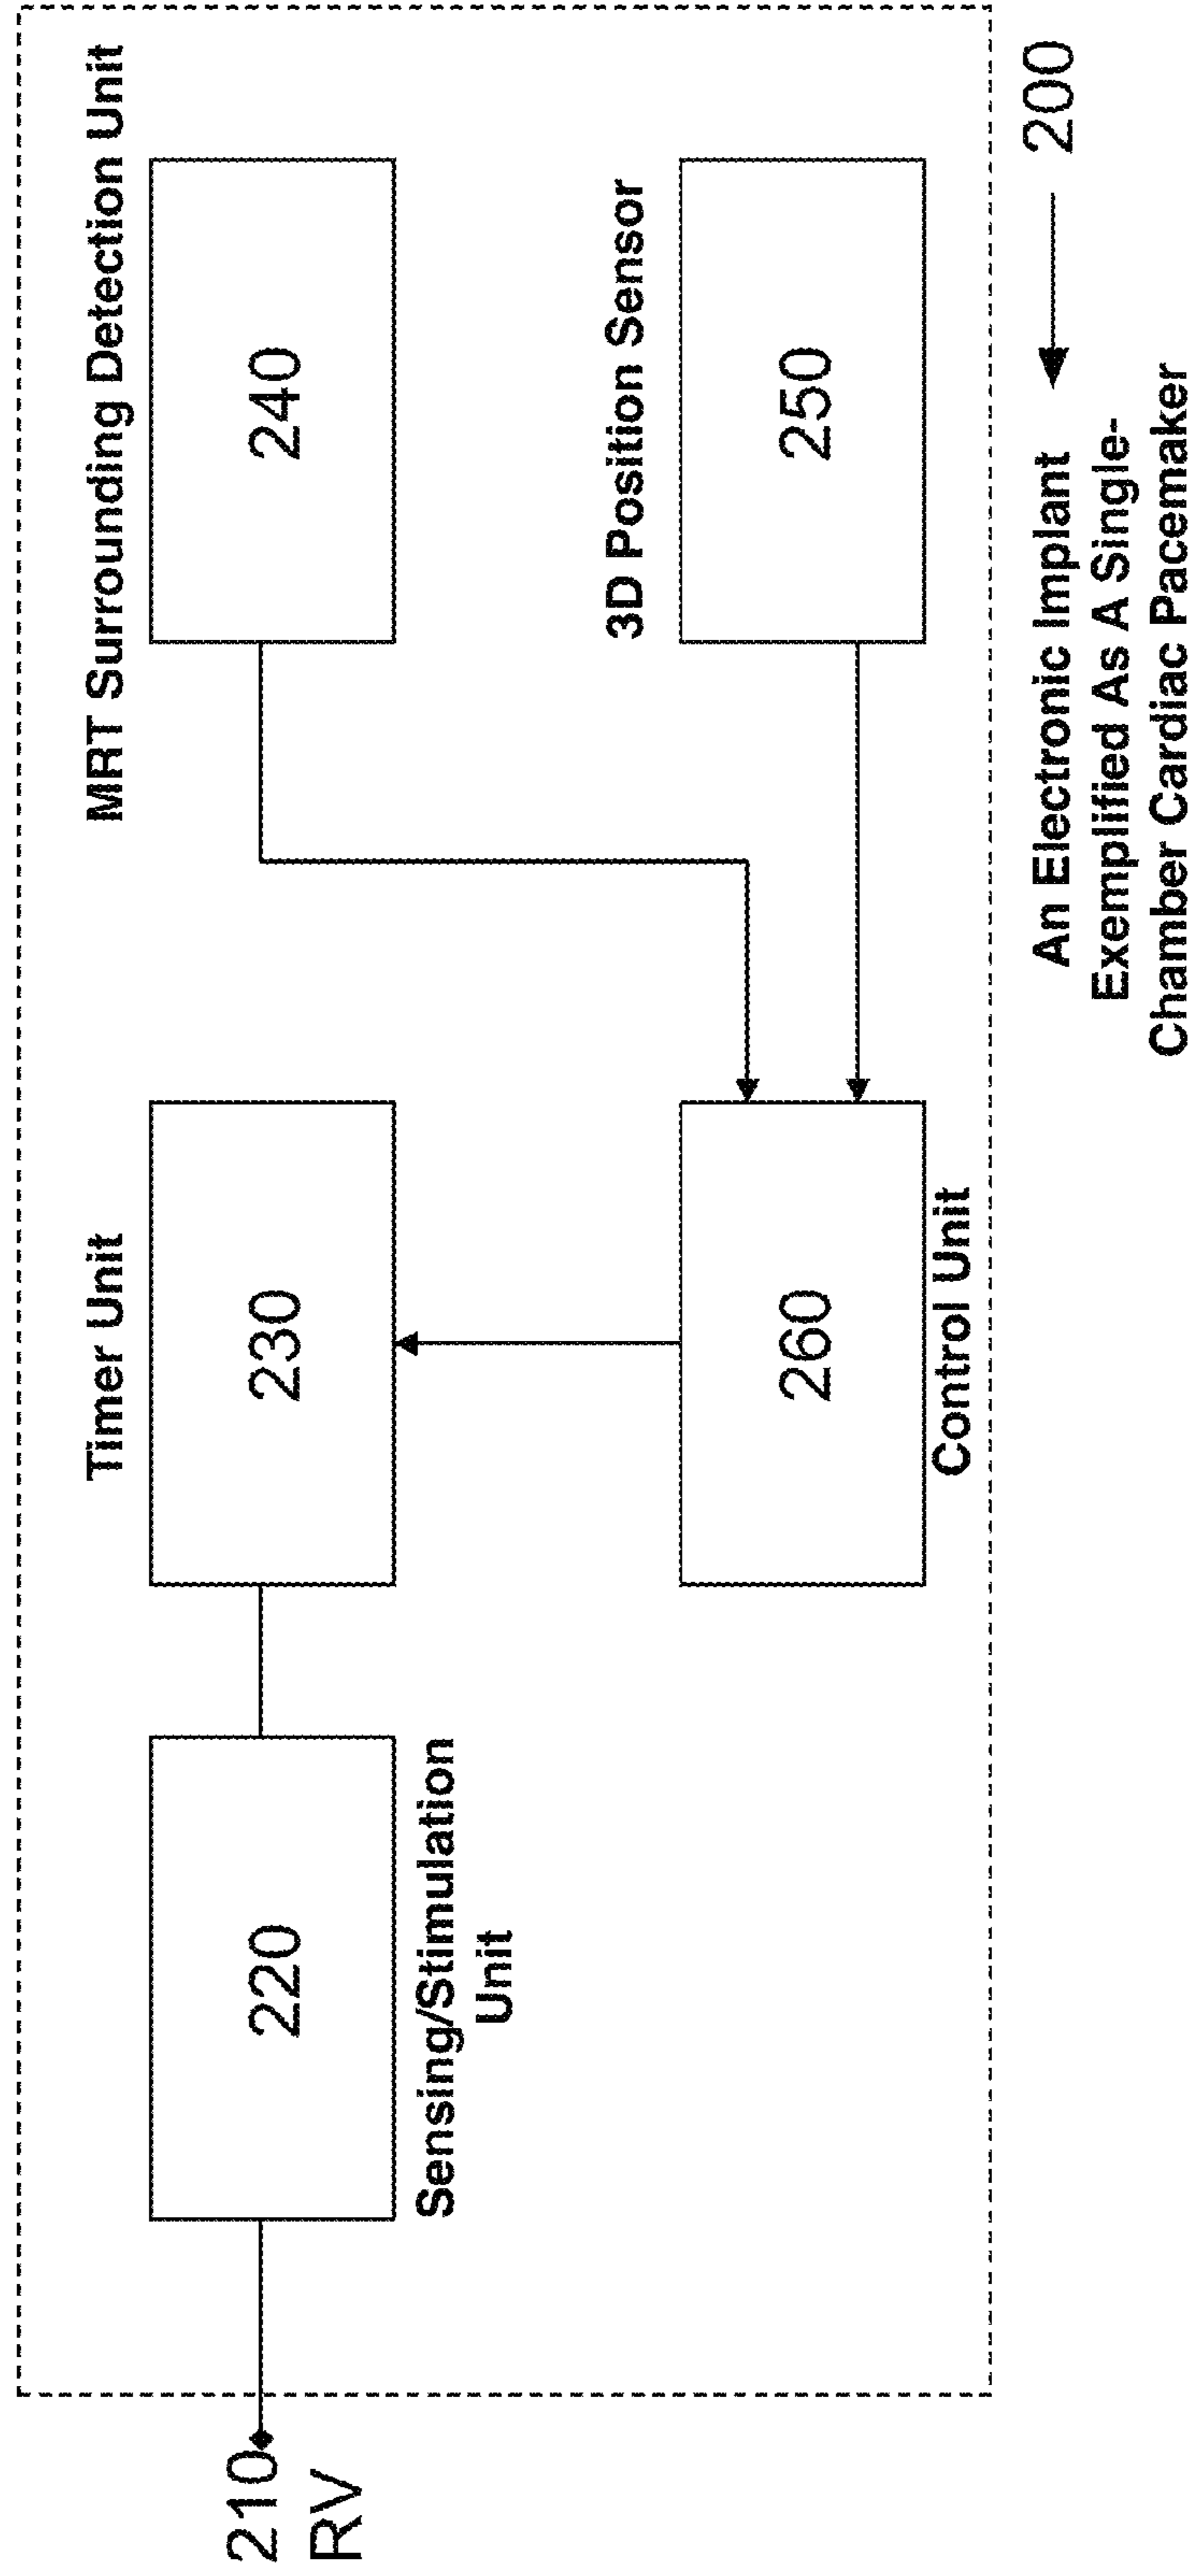 Timer Unit
MRT Surrounding Detection Unit
210
RV
220
230
240
Sensing/Stimulation
Unit
3D Position Sensor
260
250
Control Unit
An Electronic Implant
Exemplified As A Single-
Chamber Cardiac Pacemaker
200